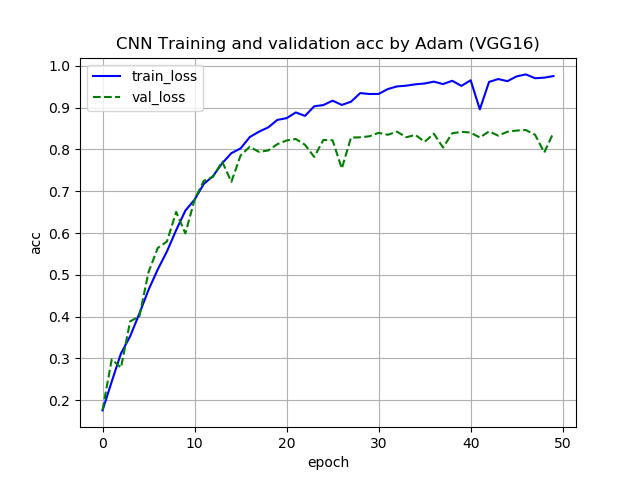 CNN Training and validation acc by Adam (VGG16)
train_loss
val_loss
acc
1.0
0.9
0.8
0.7
0.6
0.5
0.4
0.3
0.2
0 10 20 30 40 50
epoch